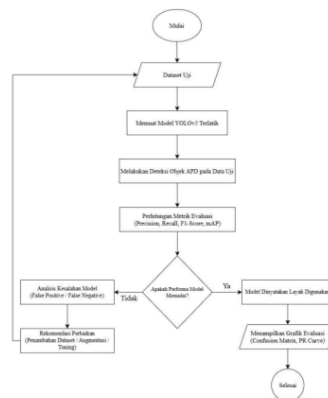 Mulai
Dataset Uji
Memuat Model YOLOv5 Terlatih
Melakukan Deteksi Objek APD pada Data Uji
Perhitungan Metrik Evaluasi
(Precision, Recall, F1-Score, mAP)
Apakah Performa Model
Memadai?
Tidak
Ya
Analisis Kesalahan Model
(False Positive / False Negative)
Rekomendasi Perbaikan
(Penambahan Dataset / Augmentasi /
Tuning)
Model Dinyatakan Layak Digunakan
Menampilkan Grafik Evaluasi
(Confusion Matrix, PR Curve)
Selesai